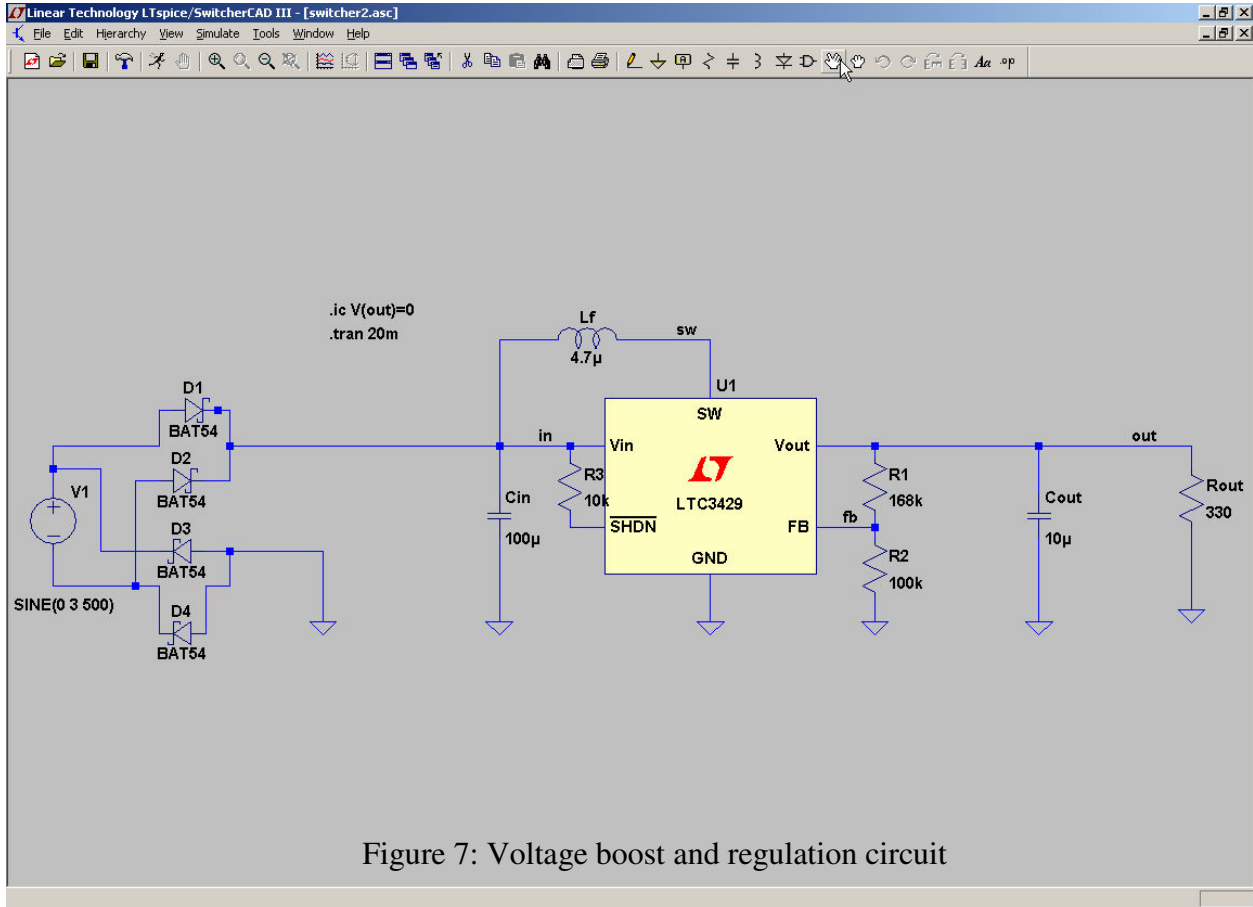 Linear Technology LTspice/SwitcherCAD III - [switcher2.asc]
File Edit Hierarchy View Simulate Tools Window Help
Aa .op
.ic V(out)=0
.tran 20m
Lf
4.7µ
sw
U1
D1
BAT54
D2
BAT54
D3
BAT54
D4
BAT54
V1
SINE(0 3 500)
in
R3
10k
Cin
100µ
SW
Vin
Vout
LTC3429
SHDN
FB
GND
fb
R1
168k
R2
100k
Cout
10µ
out
Rout
330
Figure 7: Voltage boost and regulation circuit